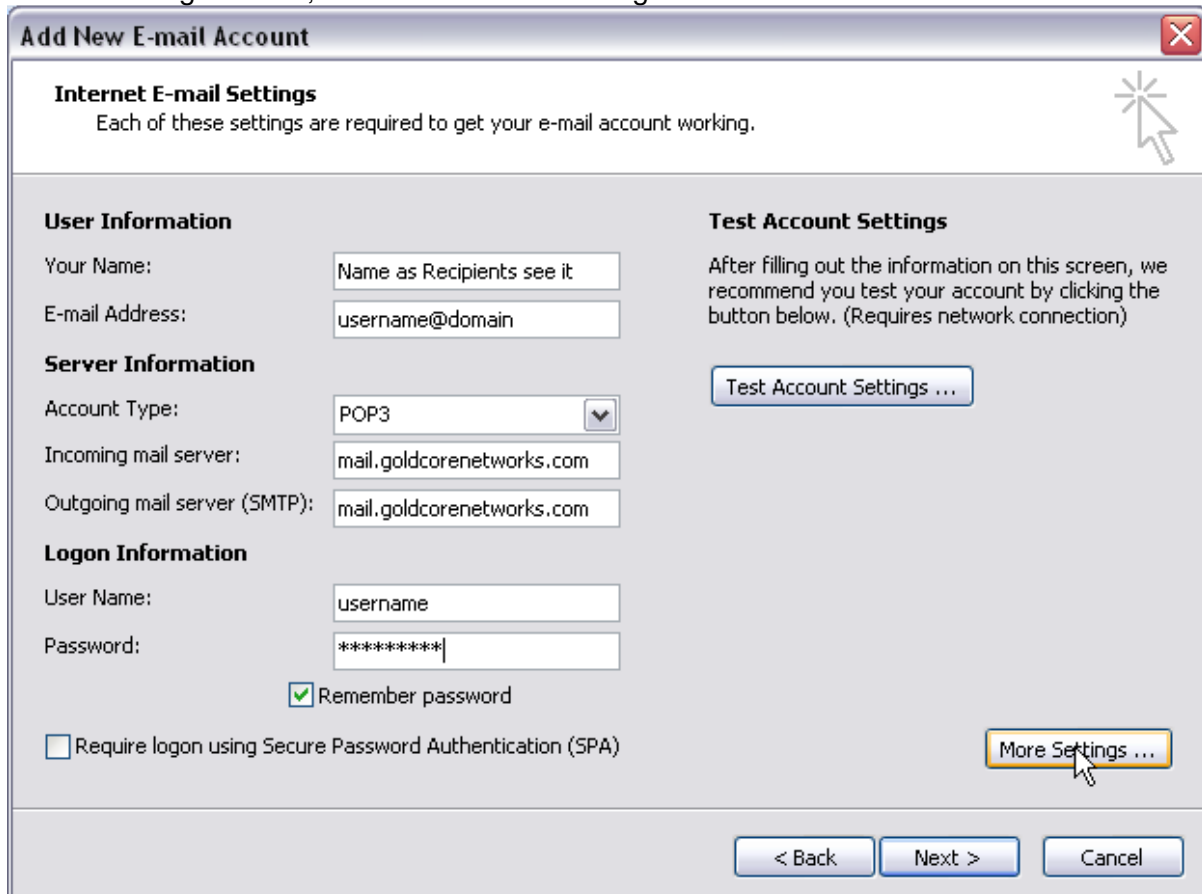 Add New E-mail Account
Internet E-mail Settings
Each of these settings are required to get your e-mail account working.
User Information
Your Name:
Name as Recipients see it
E-mail Address:
username@domain
Server Information
Account Type:
POP3
Incoming mail server:
mail.goldcorenetworks.com
Outgoing mail server (SMTP):
mail.goldcorenetworks.com
Logon Information
User Name:
username
Password:
*********
Remember password
Require logon using Secure Password Authentication (SPA)
Test Account Settings
After filling out the information on this screen, we
recommend you test your account by clicking the
button below. (Requires network connection)
Test Account Settings ...
More Settings ...
< Back
Next >
Cancel